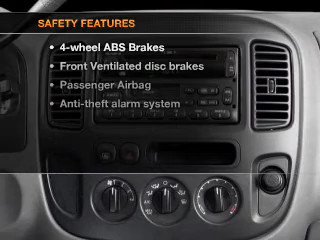 SAFETY FEATURES
• 4-wheel ABS Brakes
• Front Ventilated disc brakes
• Passenger Airbag
• Anti-theft alarm system